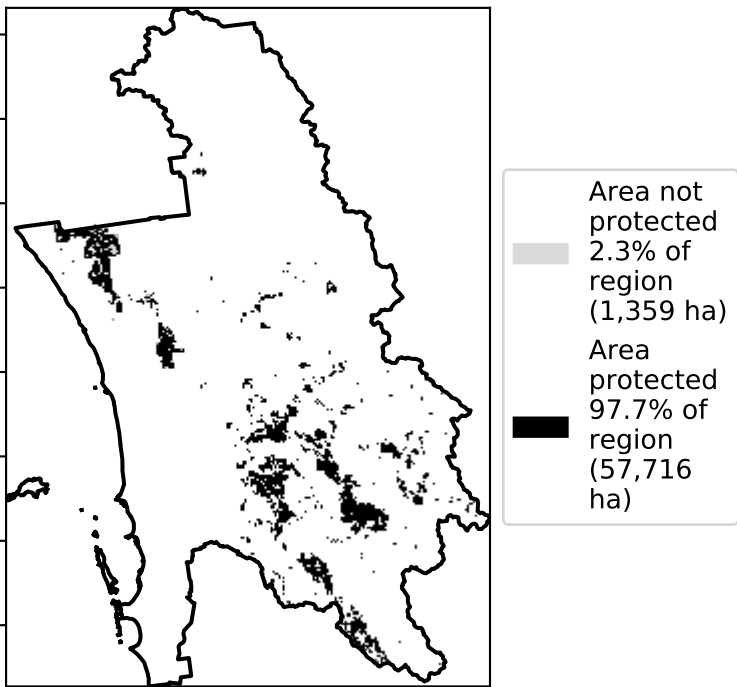 Area not
protected
2.3% of
region
(1,359 ha)
Area
protected
97.7% of
region
(57,716
ha)